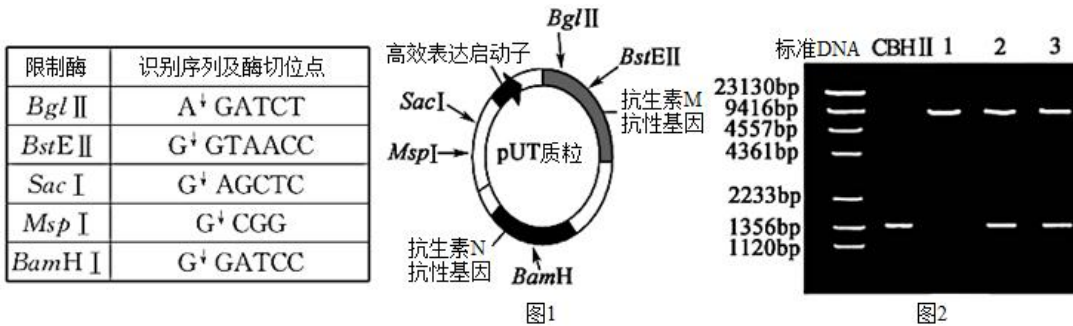 限制酶 识别序列及酶切位点
BglⅡ A↓GATCT
BstEⅡ G↓GTAACC
SacⅠ G↓AGCTC
MspⅠ G↓CGG
BamHⅠ G↓GATCC
BglⅡ
高效表达启动子
BstEⅡ
SacⅠ
抗生素M
抗性基因
MspⅠ
pUT质粒
抗生素N
抗性基因
BamH
图1
标准DNA CBHⅡ 1 2 3
23130bp
9416bp
4557bp
4361bp
2233bp
1356bp
1120bp
图2